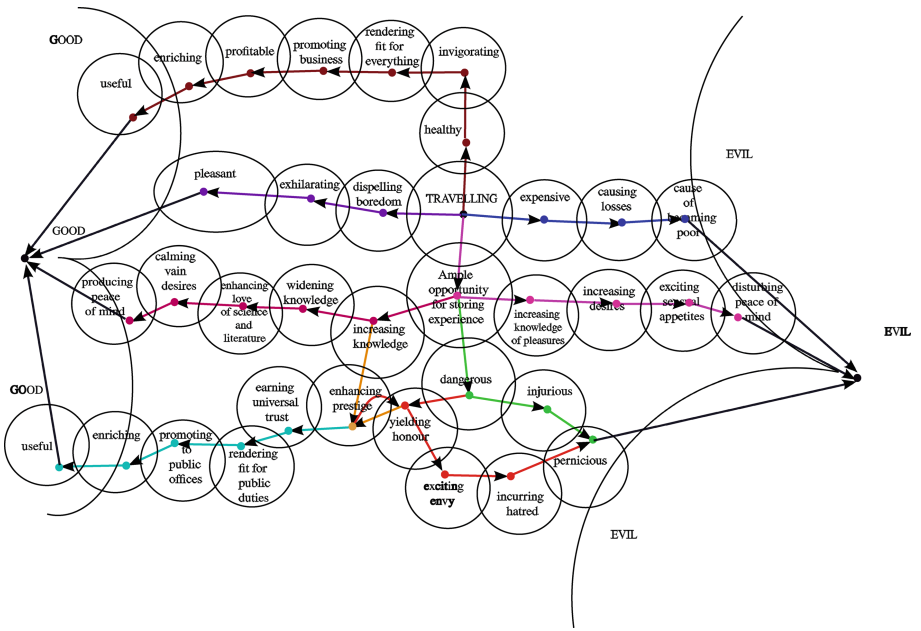 GOOD
useful
enriching
profitable
promoting
business
rendering
fit for
everything
invigorating
healthy
EVIL
pleasant
exhilarating
dispelling
boredom
TRAVELLING
expensive
causing
losses
cause
of
becoming
poor
GOOD
producing
peace
of mind
calming
vain
desires
enhancing
love
of science
and
literature
widening
knowledge
increasing
knowledge
Ample
opportunity
for storing
experience
increasing
knowledge
of pleasures
increasing
desires
exciting
sensual
appetites
disturbing
peace of
mind
EVIL
GOOD
useful
enriching
promoting
to
public
offices
earning
universal
trust
rendering
fit for
public
duties
enhancing
prestige
yielding
honour
dangerous
injurious
pernicious
exciting
envy
incurring
hatred
EVIL